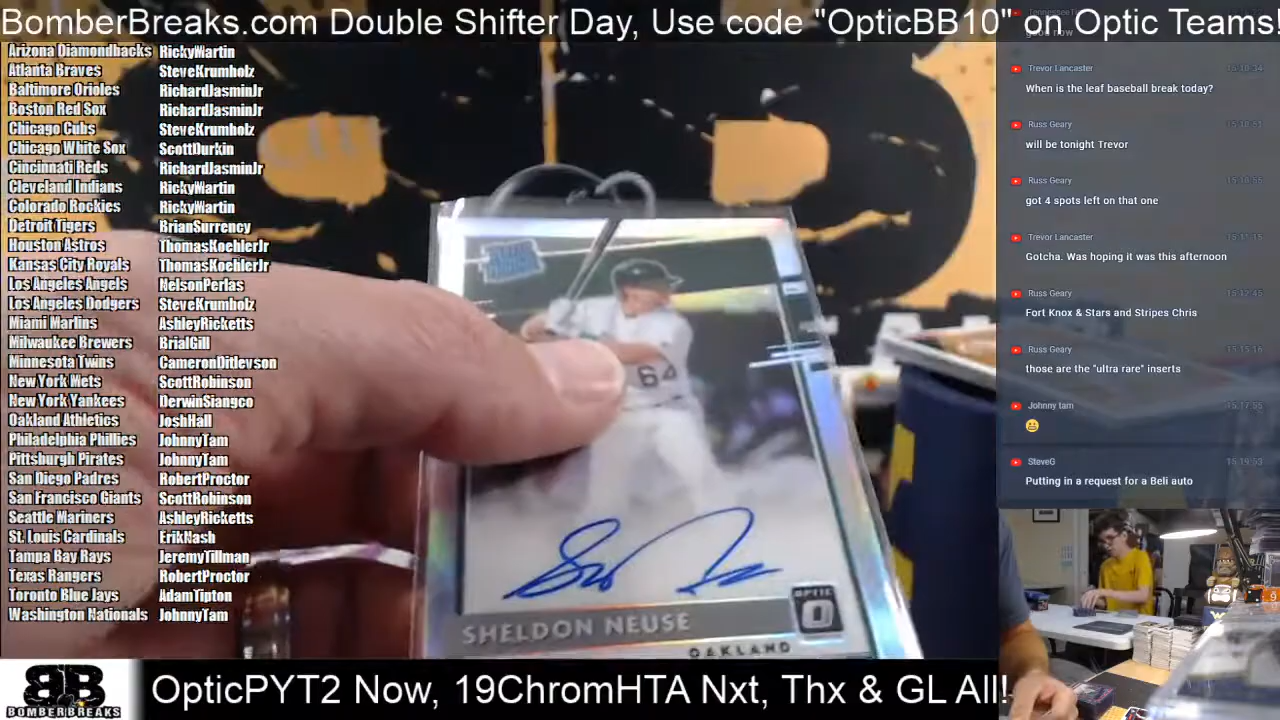 BomberBreaks.com Double Shifter Day, Use code "OpticBB10" on Optic Teams!
Arizona Diamondbacks RickyWartin
Atlanta Braves SteveKrumholz
Baltimore Orioles RichardJasminJr
Boston Red Sox RichardJasminJr
Chicago Cubs SteveKrumholz
Chicago White Sox ScottDurkin
Cincinnati Reds RichardJasminJr
Cleveland Indians RickyWartin
Colorado Rockies RickyWartin
Detroit Tigers BrianSurrency
Houston Astros ThomasKoehlerJr
Kansas City Royals ThomasKoehlerJr
Los Angeles Angels NelsonPerlas
Los Angeles Dodgers SteveKrumholz
Miami Marlins AshleyRicketts
Milwaukee Brewers BrialGill
Minnesota Twins CameronDitlevson
New York Mets ScottRobinson
New York Yankees DerwinSiangco
Oakland Athletics JoshHall
Philadelphia Phillies JohnnyTam
Pittsburgh Pirates JohnnyTam
San Diego Padres RobertProctor
San Francisco Giants ScottRobinson
Seattle Mariners AshleyRicketts
St. Louis Cardinals ErikNash
Tampa Bay Rays JeremyTillman
Texas Rangers RobertProctor
Toronto Blue Jays AdamTipton
Washington Nationals JohnnyTam
64
OPTIC
SHELDON NEUSE
OAKLAND
good now
Trevor Lancaster
When is the leaf baseball break today?
Russ Geary
will be tonight Trevor
Russ Geary
got 4 spots left on that one
Trevor Lancaster
Gotcha. Was hoping it was this afternoon
Russ Geary
Fort Knox & Stars and Stripes Chris
Russ Geary
those are the "ultra rare" inserts
Johnny tam
😀
SteveG
Putting in a request for a Beli auto
BB
BOMBERBREAKS
OpticPYT2 Now, 19ChromHTA Nxt, Thx & GL All!